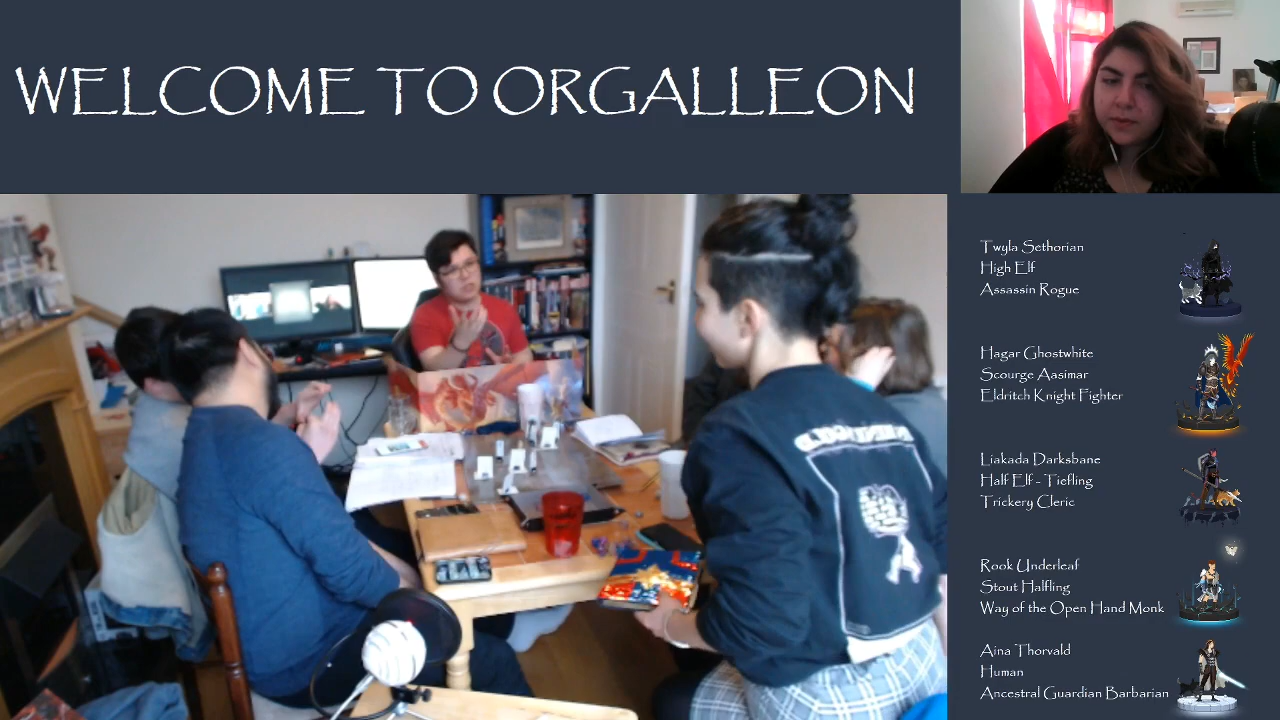 WELCOME TO ORGALLEON
Twyla Sethorian
High Elf
Assassin Rogue
Hagar Ghostwhite
Scourge Aasimar
Eldritch Knight Fighter
Liakada Darksbane
Half Elf - Tiefling
Trickery Cleric
Rook Underleaf
Stout Halfling
Way of the Open Hand Monk
Aina Thorvald
Human
Ancestral Guardian Barbarian